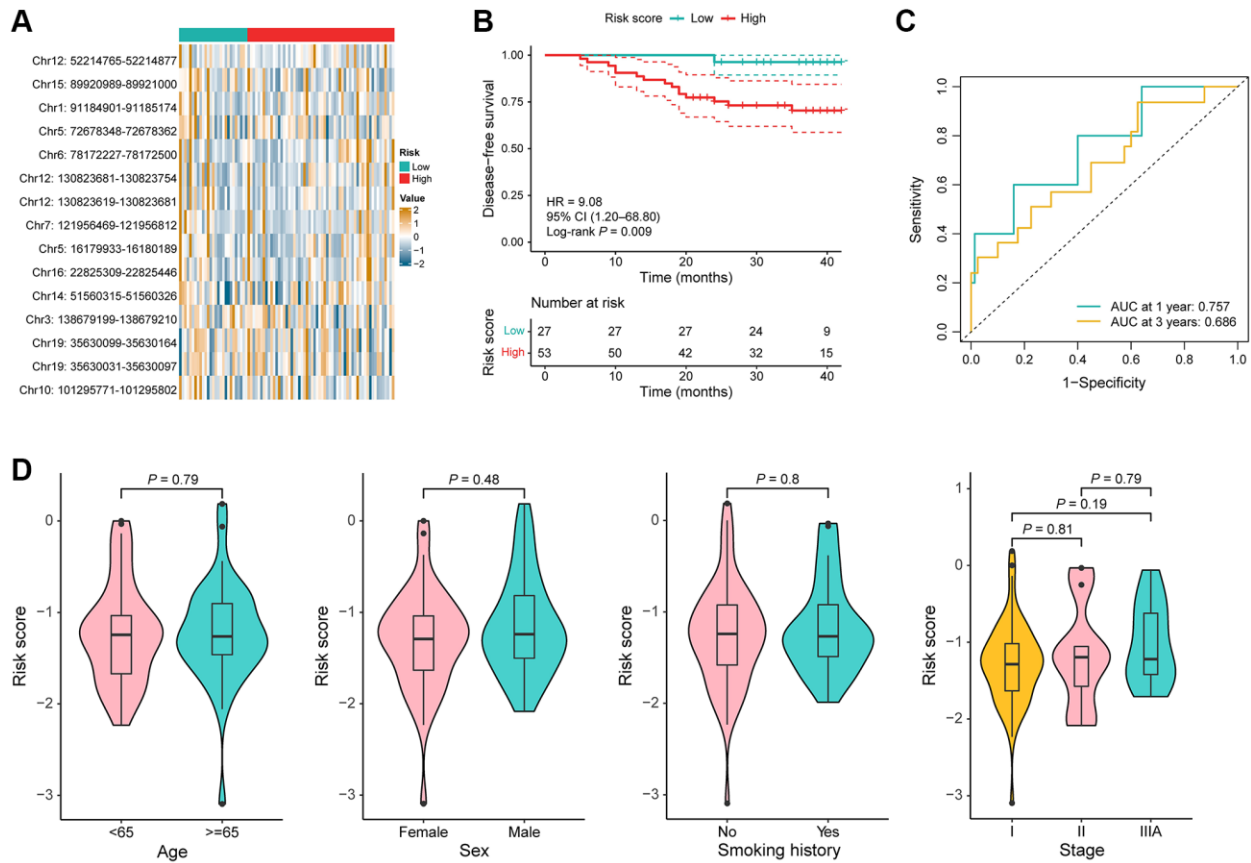 A
Chr12: 52214765-52214877
Chr15: 89920989-89921000
Chr1: 91184901-91185174
Chr5: 72678348-72678362
Chr6: 78172227-78172500
Chr12: 130823681-130823754
Chr12: 130823619-130823681
Chr7: 121956469-121956812
Chr5: 16179933-16180189
Chr16: 22825309-22825446
Chr14: 51560315-51560326
Chr3: 138679199-138679210
Chr19: 35630099-35630164
Chr19: 35630031-35630097
Chr10: 101295771-101295802
Risk
Low
High
Value
2
1
0
−1
−2
B
Risk score Low High
Disease-free survival
1.00
0.75
0.50
0.25
0.00
HR = 9.08
95% CI (1.20–68.80)
Log-rank P = 0.009
0 10 20 30 40
Time (months)
Number at risk
Risk score
Low 27 27 27 24 9
High 53 50 42 32 15
0 10 20 30 40
Time (months)
C
Sensitivity
1.0
0.8
0.6
0.4
0.2
0.0
AUC at 1 year: 0.757
AUC at 3 years: 0.686
0.0 0.2 0.4 0.6 0.8 1.0
1−Specificity
D
P = 0.79
Risk score
0
−1
−2
−3
<65 >=65
Age
P = 0.48
Risk score
0
−1
−2
−3
Female Male
Sex
P = 0.8
Risk score
0
−1
−2
−3
No Yes
Smoking history
P = 0.79
P = 0.19
P = 0.81
Risk score
1
0
−1
−2
−3
I II IIIA
Stage